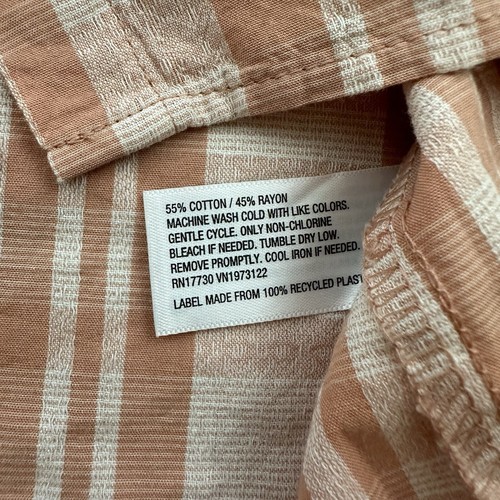 55% COTTON / 45% RAYON
MACHINE WASH COLD WITH LIKE COLORS.
GENTLE CYCLE. ONLY NON-CHLORINE
BLEACH IF NEEDED. TUMBLE DRY LOW.
REMOVE PROMPTLY. COOL IRON IF NEEDED.
RN17730 VN1973122
LABEL MADE FROM 100% RECYCLED PLAST